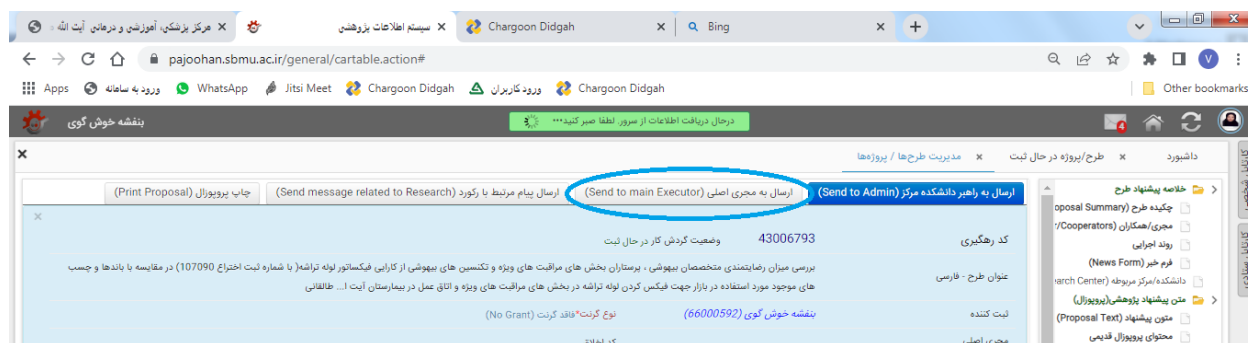 مرکز پزشکی، آموزشی و درمانی آیت الله
سیستم اطلاعات پژوهشی
Chargoon Didgah
Bing
pajoohan.sbmu.ac.ir/general/cartable.action#
V
Apps
ورود به سامانه
WhatsApp
Jitsi Meet
Chargoon Didgah
ورود کاربران
Chargoon Didgah
Other bookmarks
بنفشه خوش گوی
درحال دریافت اطلاعات از سرور. لطفا صبر کنید•••
4
داشبورد
طرح/پروژه در حال ثبت
مدیریت طرح‌ها / پروژه‌ها
ارسال به راهبر دانشکده مرکز (Send to Admin)
ارسال به مجری اصلی (Send to main Executor)
ارسال پیام مرتبط با رکورد (Send message related to Research)
چاپ پروپوزال (Print Proposal)
خلاصه پیشنهاد طرح
چکیده طرح (oposal Summary
مجری/همکاران (r/Cooperators
روند اجرایی
فرم خبر (News Form)
دانشکده/مرکز مربوطه (arch Center
متن پیشنهاد پژوهشی(پروپوزال)
متون پیشنهاد (Proposal Text)
محتوای پروپوزال قدیمی
کد رهگیری
43006793
وضعیت گردش کار در حال ثبت
عنوان طرح - فارسی
بررسی میزان رضایتمندی متخصصان بیهوشی ، پرستاران بخش های مراقبت های ویژه و تکنسین های بیهوشی از کارایی فیکساتور لوله تراشه( با شماره ثبت اختراع 107090) در مقایسه با باندها و چسب
های موجود مورد استفاده در بازار جهت فیکس کردن لوله تراشه در بخش های مراقبت های ویژه و اتاق عمل در بیمارستان آیت ا... طالقانی
ثبت کننده
بنفشه خوش گوی (66000592)
نوع گرنت*فاقد گرنت (No Grant)
مجری اصلی
کد اخلاق